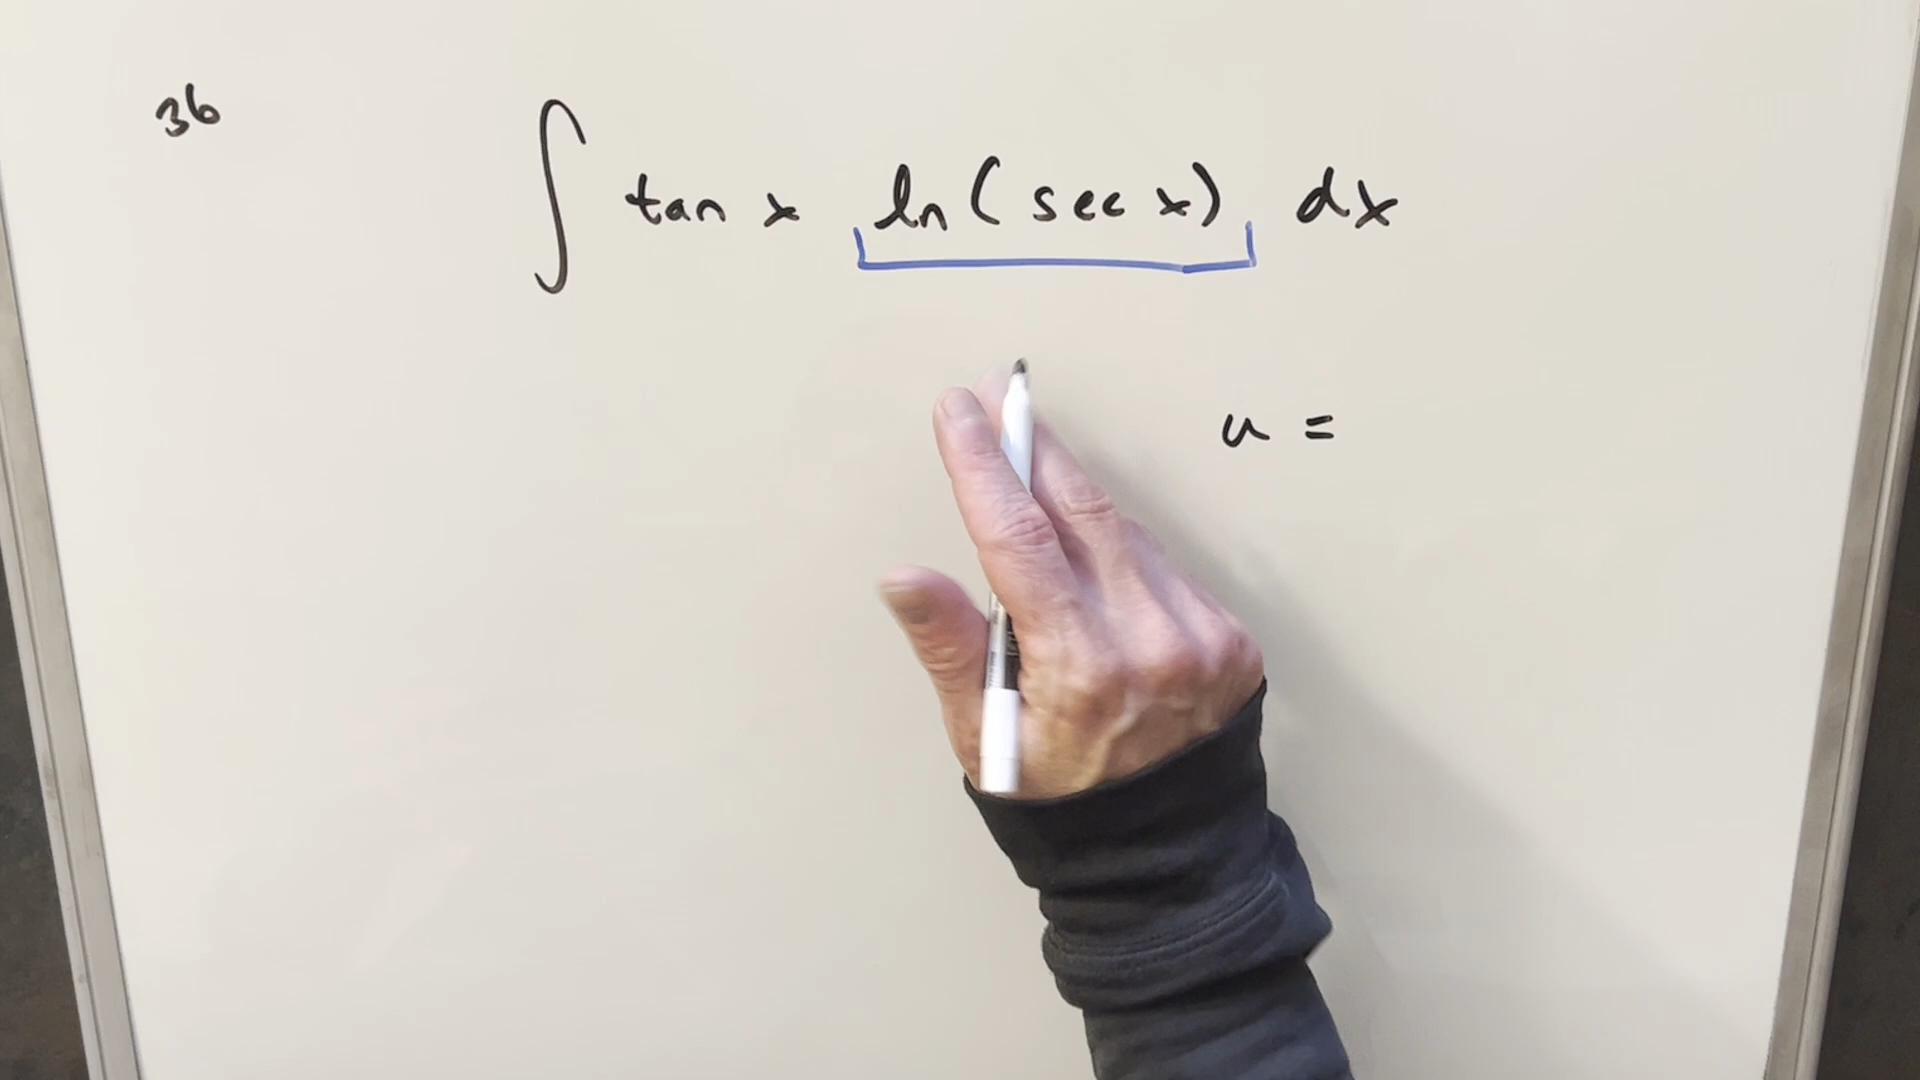 36
∫ tan x ln(sec x) dx
u =